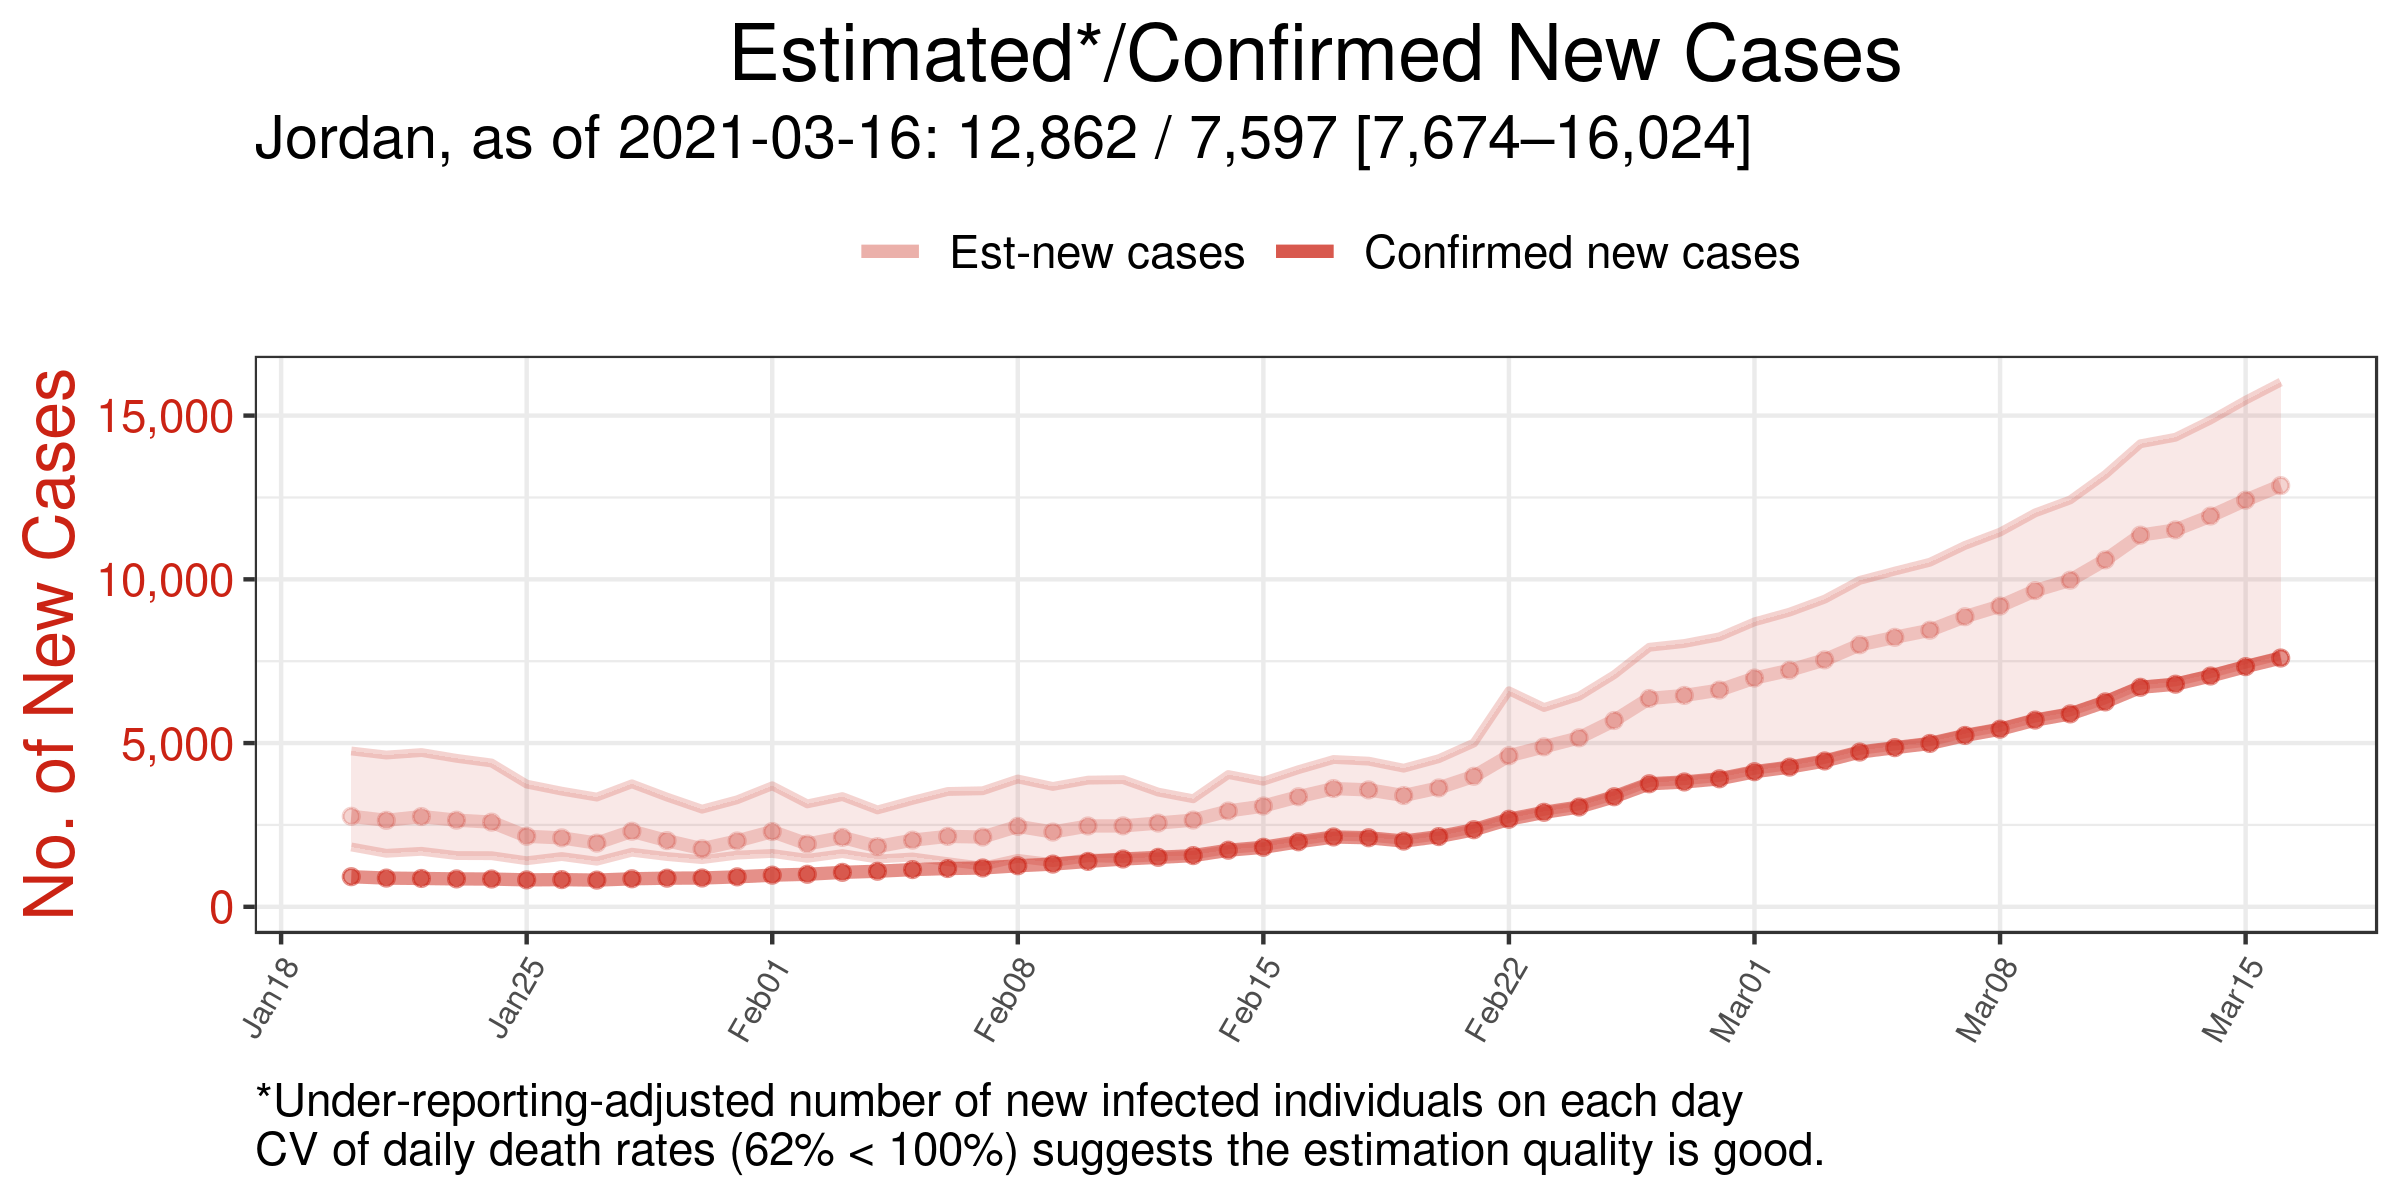 Estimated*/Confirmed New Cases
Jordan, as of 2021-03-16: 12,862 / 7,597 [7,674–16,024]
Est-new cases Confirmed new cases
No. of New Cases
15,000
10,000
5,000
0
Jan18 Jan25 Feb01 Feb08 Feb15 Feb22 Mar01 Mar08 Mar15
*Under-reporting-adjusted number of new infected individuals on each day
CV of daily death rates (62% < 100%) suggests the estimation quality is good.